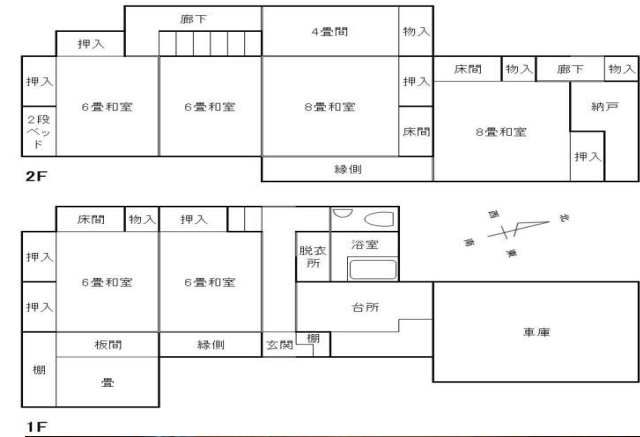 廊下
4畳間
物入
押入
床間
物入
廊下
物入
押入
押入
6畳和室
6畳和室
8畳和室
納戸
2段
ベッ
ド
床間
8畳和室
押入
縁側
2F
床間
物入
押入
脱衣
所
浴室
北
西
南
東
押入
6畳和室
6畳和室
押入
台所
車庫
板間
縁側
玄関
棚
棚
畳
1F